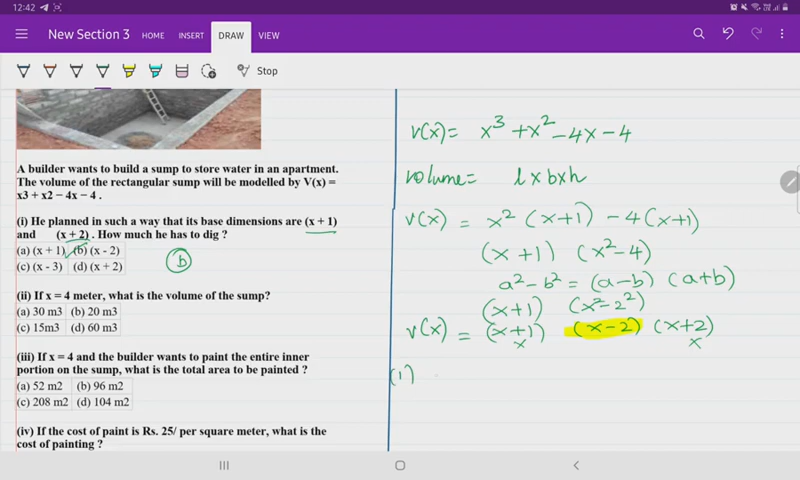 12:42
New Section 3 HOME INSERT DRAW VIEW
Stop
A builder wants to build a sump to store water in an apartment.
The volume of the rectangular sump will be modelled by V(x) =
x3 + x2 − 4x − 4 .
(i) He planned in such a way that its base dimensions are (x + 1)
and (x + 2) . How much he has to dig ?
(a) (x + 1) (b) (x - 2)
(c) (x - 3) (d) (x + 2)
b
(ii) If x = 4 meter, what is the volume of the sump?
(a) 30 m3 (b) 20 m3
(c) 15m3 (d) 60 m3
(iii) If x = 4 and the builder wants to paint the entire inner
portion on the sump, what is the total area to be painted ?
(a) 52 m2 (b) 96 m2
(c) 208 m2 (d) 104 m2
(iv) If the cost of paint is Rs. 25/ per square meter, what is the
cost of painting ?
V(x) = x³ + x² − 4x − 4
Volume = l x b x h
V(x) = x² (x+1) − 4 (x+1)
(x+1) (x²−4)
a²−b² = (a−b) (a+b)
(x+1) (x²−2²)
V(x) = (x+1) (x−2) (x+2)
x x
(1)